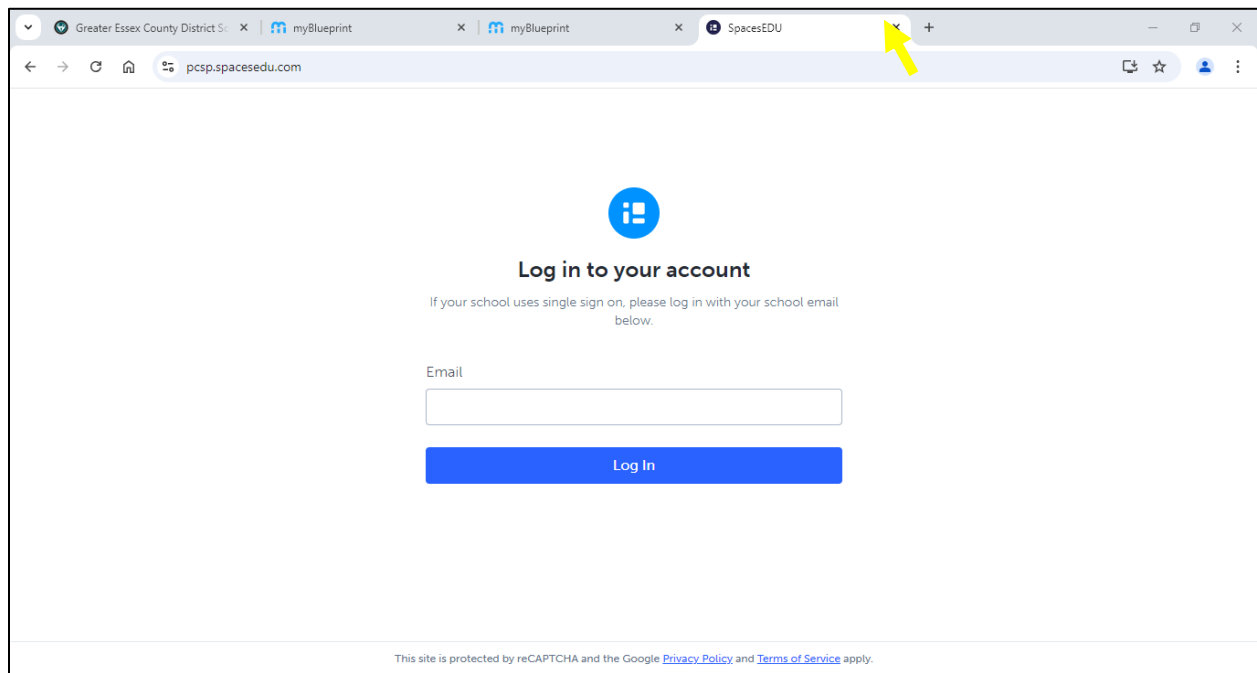 Greater Essex County District Sc
myBlueprint
myBlueprint
SpacesEDU
pcsp.spacesedu.com
Log in to your account
If your school uses single sign on, please log in with your school email
below.
Email
Log In
This site is protected by reCAPTCHA and the Google Privacy Policy and Terms of Service apply.